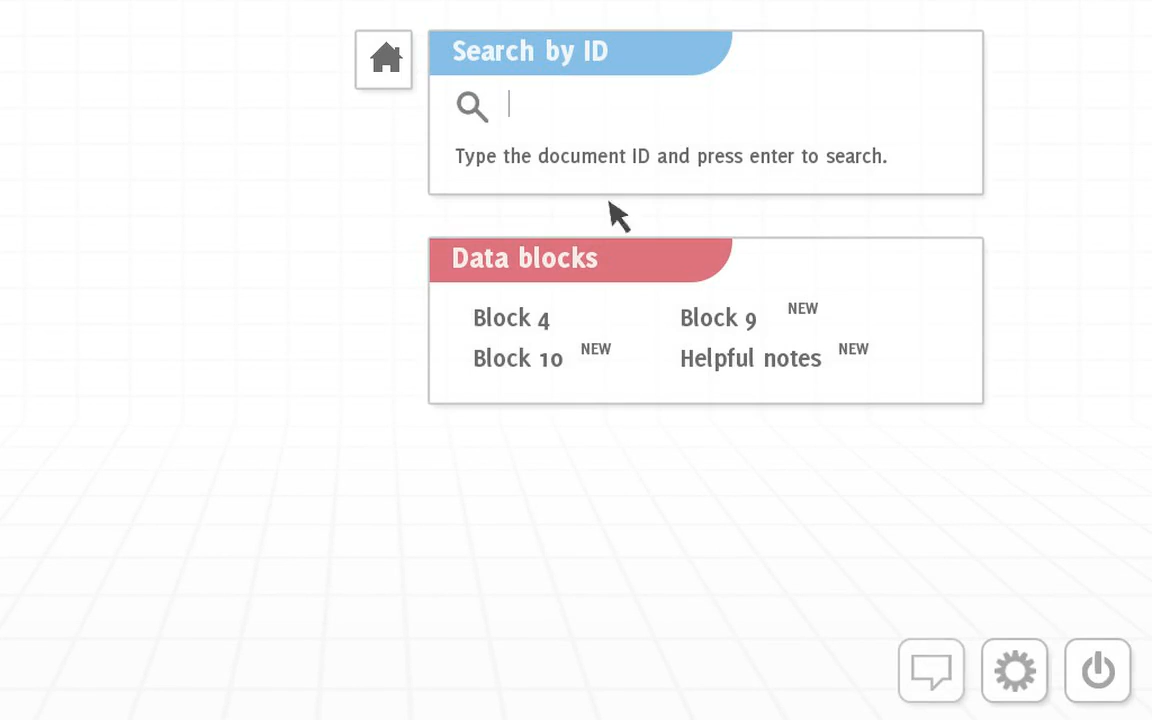 Search by ID
Type the document ID and press enter to search.
Data blocks
Block 4
Block 9 NEW
Block 10 NEW
Helpful notes NEW